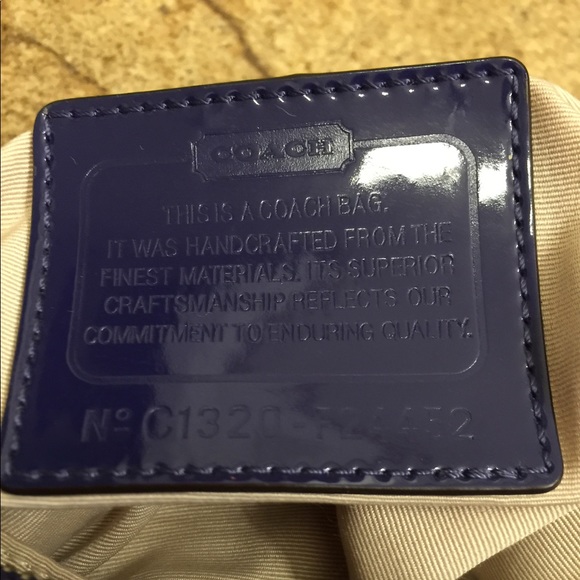 COACH
THIS IS A COACH BAG.
IT WAS HANDCRAFTED FROM THE
FINEST MATERIALS. ITS SUPERIOR
CRAFTSMANSHIP REFLECTS OUR
COMMITMENT TO ENDURING QUALITY.
Nº C1320-